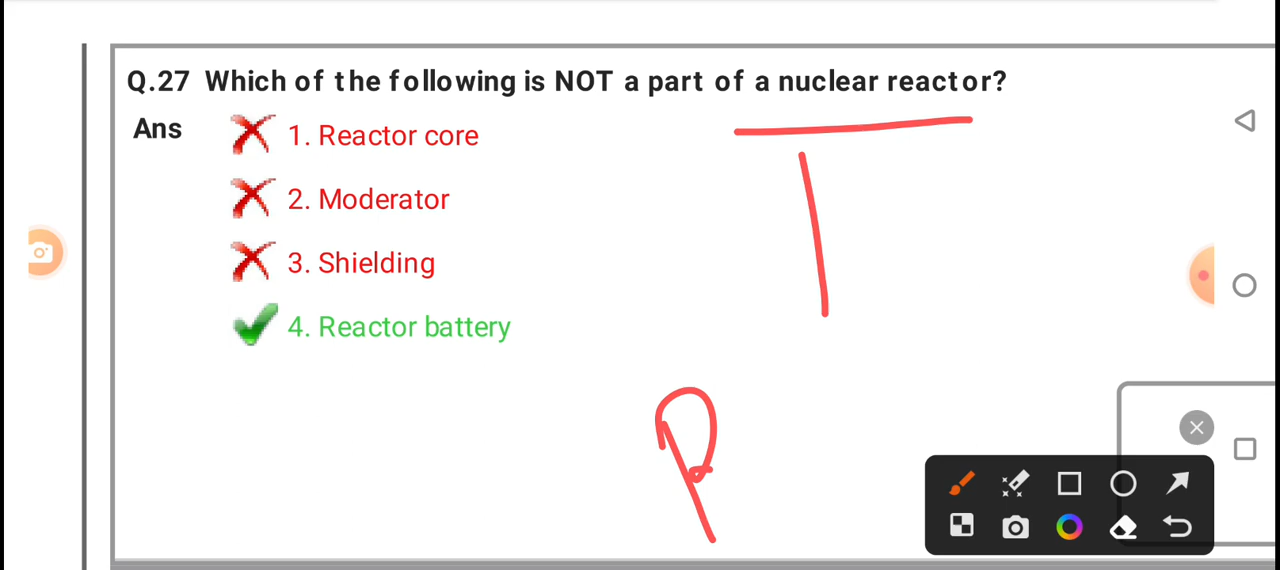 Q.27 Which of the following is NOT a part of a nuclear reactor?
Ans 1. Reactor core
2. Moderator
3. Shielding
4. Reactor battery